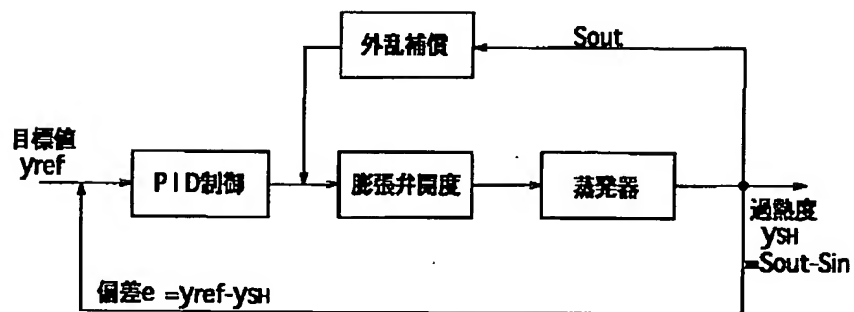 外乱補償
Sout
目標値
yref
PID制御
膨張弁開度
蒸発器
過熱度
ySH
=Sout-Sin
偏差e =yref-ySH